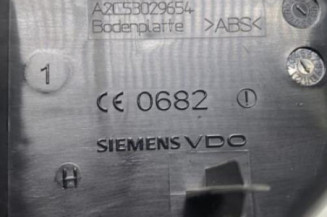 A2C53029654
Bodenplatte >ABS<
1
CE 0682
SIEMENS VDO
H